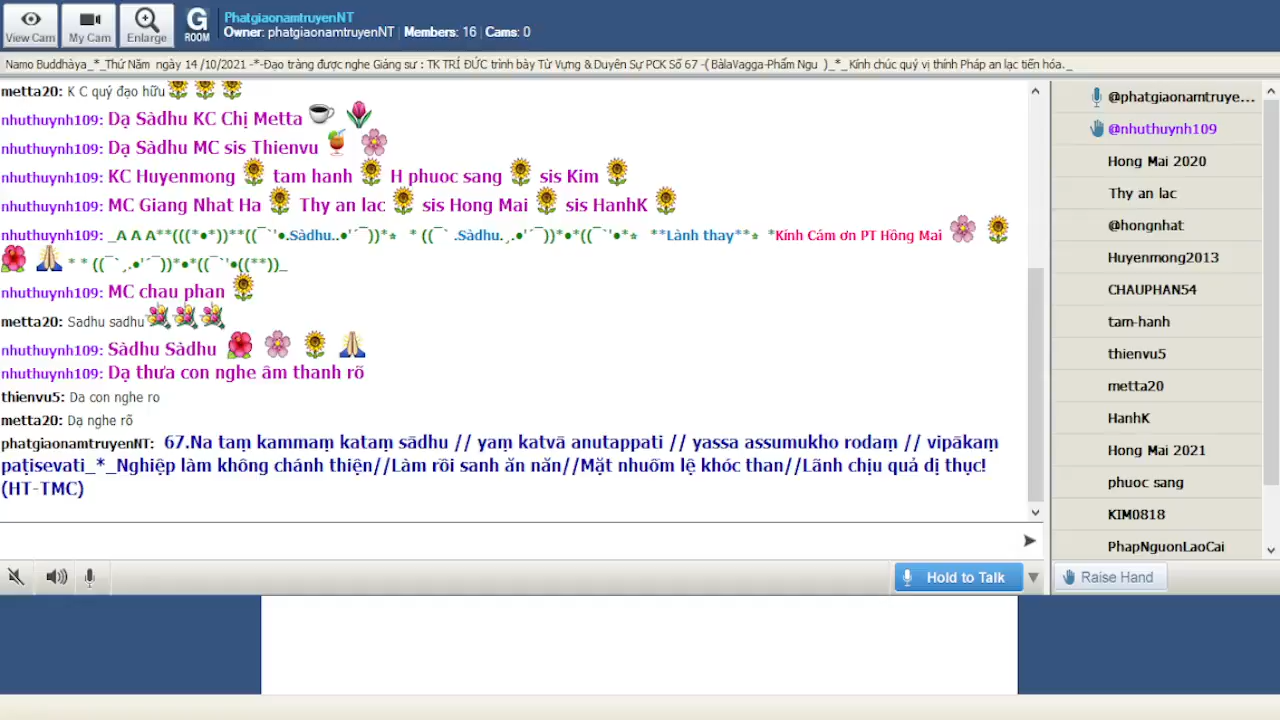 View Cam
My Cam
Enlarge
G
ROOM
PhatgiaonamtruyenNT
Owner: phatgiaonamtruyenNT | Members: 16 | Cams: 0
Namo Buddhàya_*_Thứ Năm ngày 14 /10/2021 -*-Đạo tràng được nghe Giảng sư : TK TRÍ ĐỨC trình bày Từ Vựng & Duyên Sự PCK Số 67 -( BàlaVagga-Phẩm Ngu )_*_Kính chúc quý vị thính Pháp an lạc tiến hóa._
metta20: K C quý đạo hữu
nhuthuynh109: Dạ Sàdhu KC Chị Metta
nhuthuynh109: Dạ Sàdhu MC sis Thienvu
nhuthuynh109: KC Huyenmong tam hanh H phuoc sang sis Kim
nhuthuynh109: MC Giang Nhat Ha Thy an lac sis Hong Mai sis HanhK
nhuthuynh109: _A A A**(((*•*))**((¯`'•.Sàdhu..•'´¯))*⭒ * ((¯` .Sàdhu.¸.•'´¯))*•*((¯`'•*⭒ **Lành thay**⭒ *Kính Cám ơn PT Hồng Mai
* * ((¯`¸.•'´¯))*•*((¯`'•((**))_
nhuthuynh109: MC chau phan
metta20: Sadhu sadhu
nhuthuynh109: Sàdhu Sàdhu
nhuthuynh109: Dạ thưa con nghe âm thanh rõ
thienvu5: Da con nghe ro
metta20: Dạ nghe rõ
phatgiaonamtruyenNT: 67.Na taṃ kammaṃ kataṃ sādhu // yaṃ katvā anutappati // yassa assumukho rodaṃ // vipākaṃ
paṭisevati_*_Nghiệp làm không chánh thiện//Làm rồi sanh ăn năn//Mặt nhuốm lệ khóc than//Lãnh chịu quả dị thục!
(HT-TMC)
Hold to Talk
@phatgiaonamtruye...
@nhuthuynh109
Hong Mai 2020
Thy an lac
@hongnhat
Huyenmong2013
CHAUPHAN54
tam-hanh
thienvu5
metta20
HanhK
Hong Mai 2021
phuoc sang
KIM0818
PhapNguonLaoCai
Raise Hand